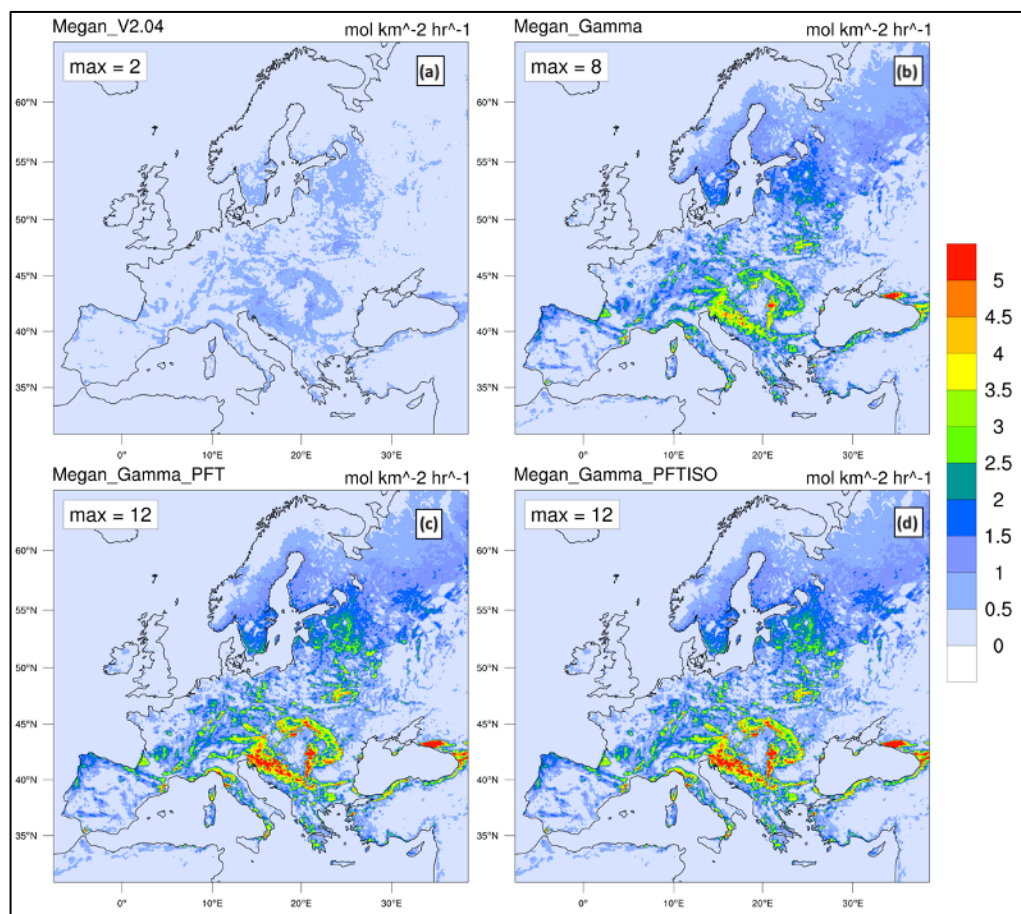 Megan_V2.04 mol km^-2 hr^-1
max = 2 (a)
60°N
55°N
50°N
45°N
40°N
35°N
0° 10°E 20°E 30°E
Megan_Gamma mol km^-2 hr^-1
max = 8 (b)
60°N
55°N
50°N
45°N
40°N
35°N
0° 10°E 20°E 30°E
Megan_Gamma_PFT mol km^-2 hr^-1
max = 12 (c)
60°N
55°N
50°N
45°N
40°N
35°N
0° 10°E 20°E 30°E
Megan_Gamma_PFTISO mol km^-2 hr^-1
max = 12 (d)
60°N
55°N
50°N
45°N
40°N
35°N
0° 10°E 20°E 30°E
5
4.5
4
3.5
3
2.5
2
1.5
1
0.5
0